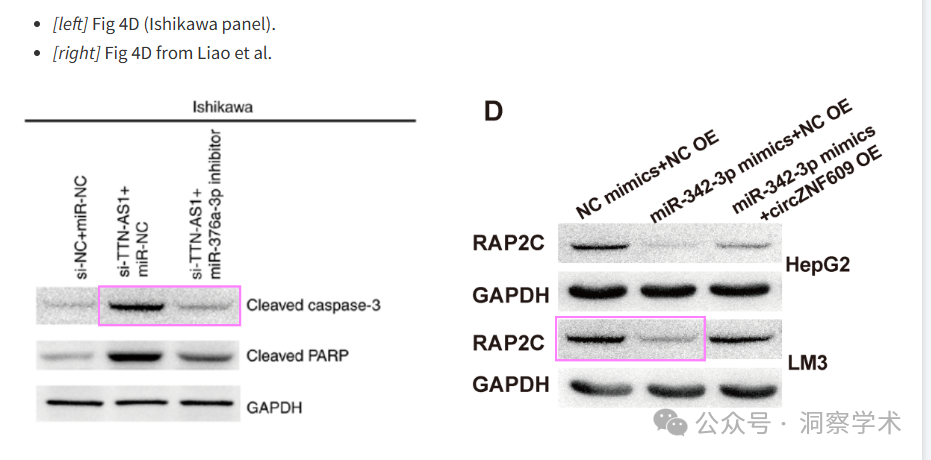 [left] Fig 4D (Ishikawa panel).
[right] Fig 4D from Liao et al.
Ishikawa
si-NC+miR-NC
si-TTN-AS1+
miR-NC
si-TTN-AS1+
miR-376a-3p inhibitor
Cleaved caspase-3
Cleaved PARP
GAPDH
D
NC mimics+NC OE
miR-342-3p mimics+NC OE
miR-342-3p mimics
+circZNF609 OE
RAP2C
HepG2
GAPDH
RAP2C
LM3
GAPDH
公众号 · 洞察学术